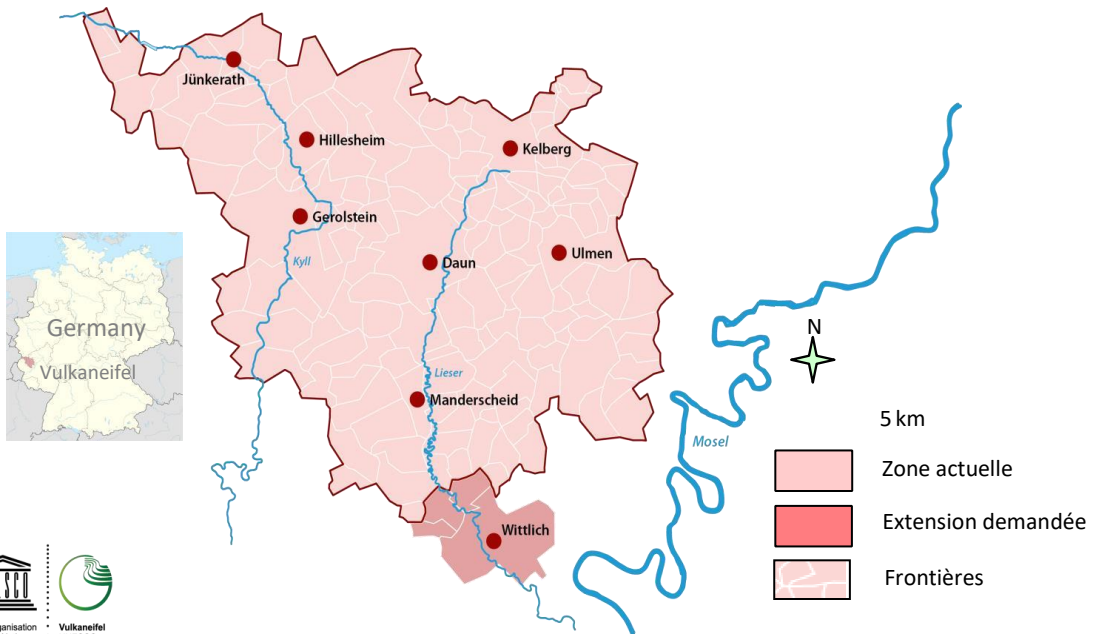 Jünkerath
Hillesheim
Kelberg
Gerolstein
Kyll
Daun
Ulmen
Germany
Vulkaneifel
N
Lieser
Manderscheid
Mosel
5 km
Zone actuelle
Extension demandée
Wittlich
Frontières
Vulkaneifel